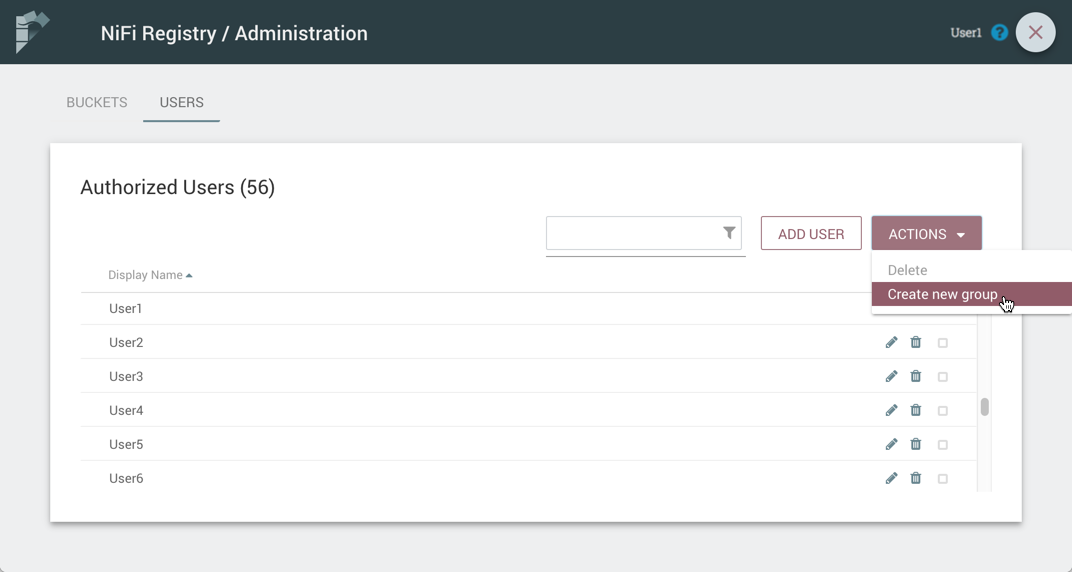 NiFi Registry / Administration
User1 ?
BUCKETS USERS
Authorized Users (56)
ADD USER ACTIONS
Delete
Create new group
Display Name
User1
User2
User3
User4
User5
User6